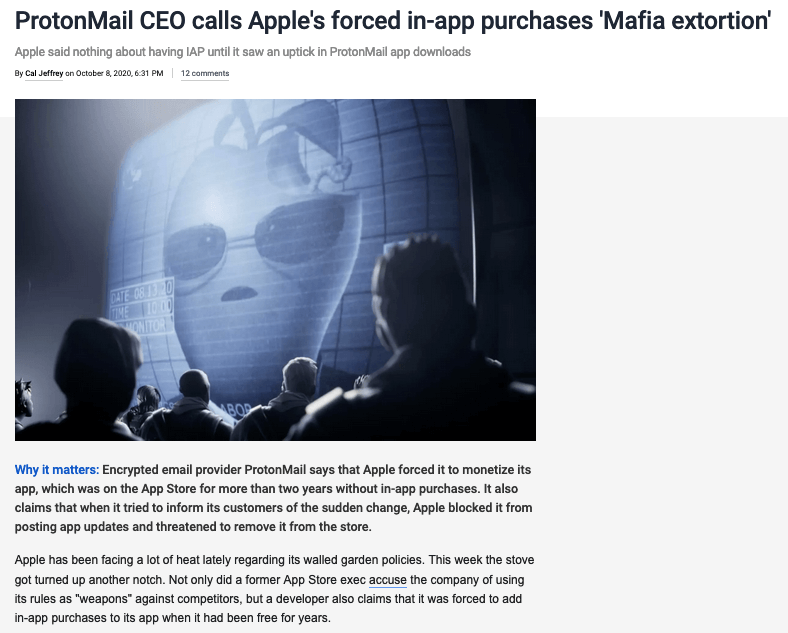 ProtonMail CEO calls Apple's forced in-app purchases 'Mafia extortion'
Apple said nothing about having IAP until it saw an uptick in ProtonMail app downloads
By Cal Jeffrey on October 8, 2020, 6:31 PM | 12 comments
DATE 08.13
TIME
MONITOR
LABOR
Why it matters: Encrypted email provider ProtonMail says that Apple forced it to monetize its
app, which was on the App Store for more than two years without in-app purchases. It also
claims that when it tried to inform its customers of the sudden change, Apple blocked it from
posting app updates and threatened to remove it from the store.
Apple has been facing a lot of heat lately regarding its walled garden policies. This week the stove
got turned up another notch. Not only did a former App Store exec accuse the company of using
its rules as "weapons" against competitors, but a developer also claims that it was forced to add
in-app purchases to its app when it had been free for years.